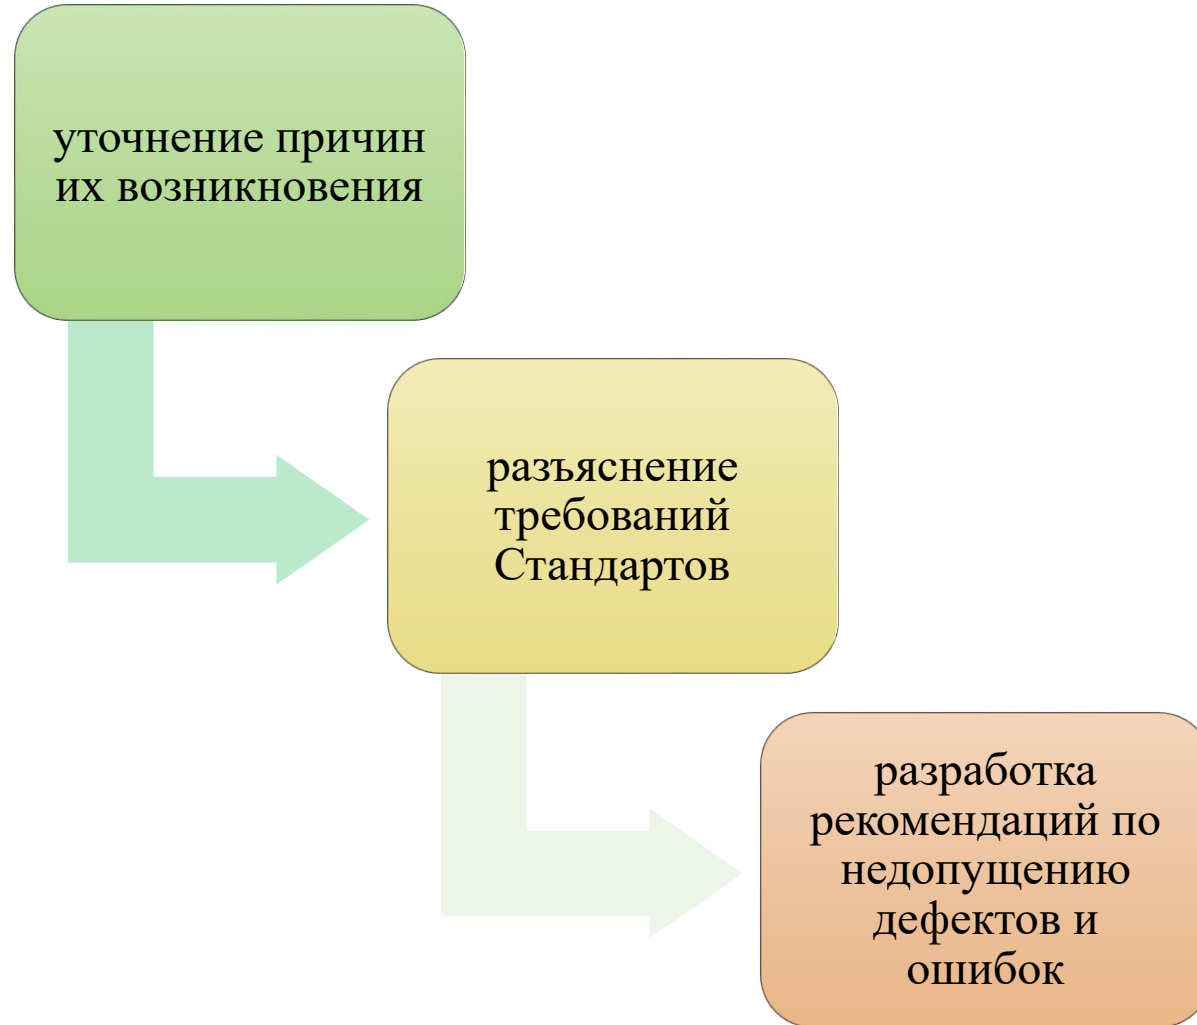 уточнение причин
их возникновения
разъяснение
требований
Стандартов
разработка
рекомендаций по
недопущению
дефектов и
ошибок